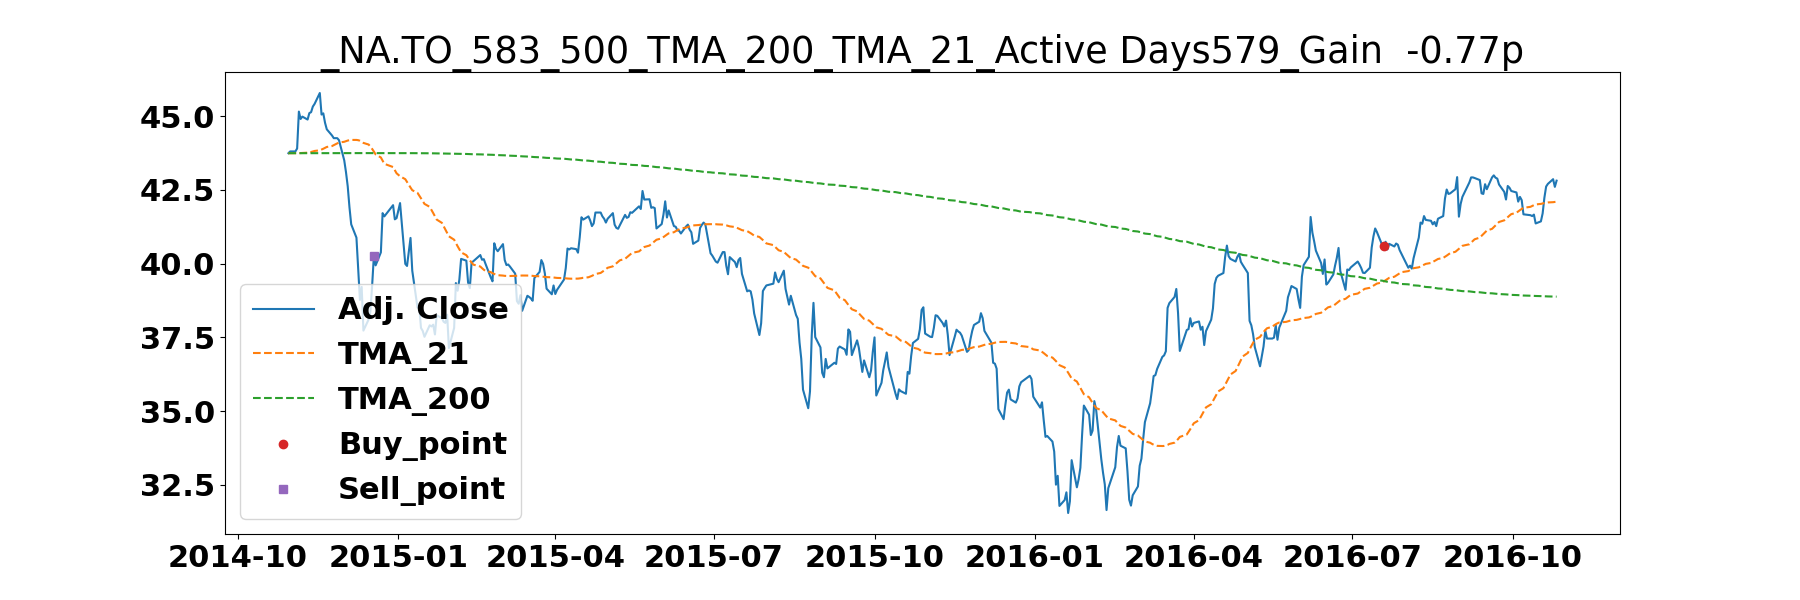 _NA.TO_583_500_TMA_200_TMA_21_Active Days579_Gain  -0.77p
45.0
42.5
40.0
37.5
35.0
32.5
Adj. Close
TMA_21
TMA_200
Buy_point
Sell_point
2014-10 2015-01 2015-04 2015-07 2015-10 2016-01 2016-04 2016-07 2016-10